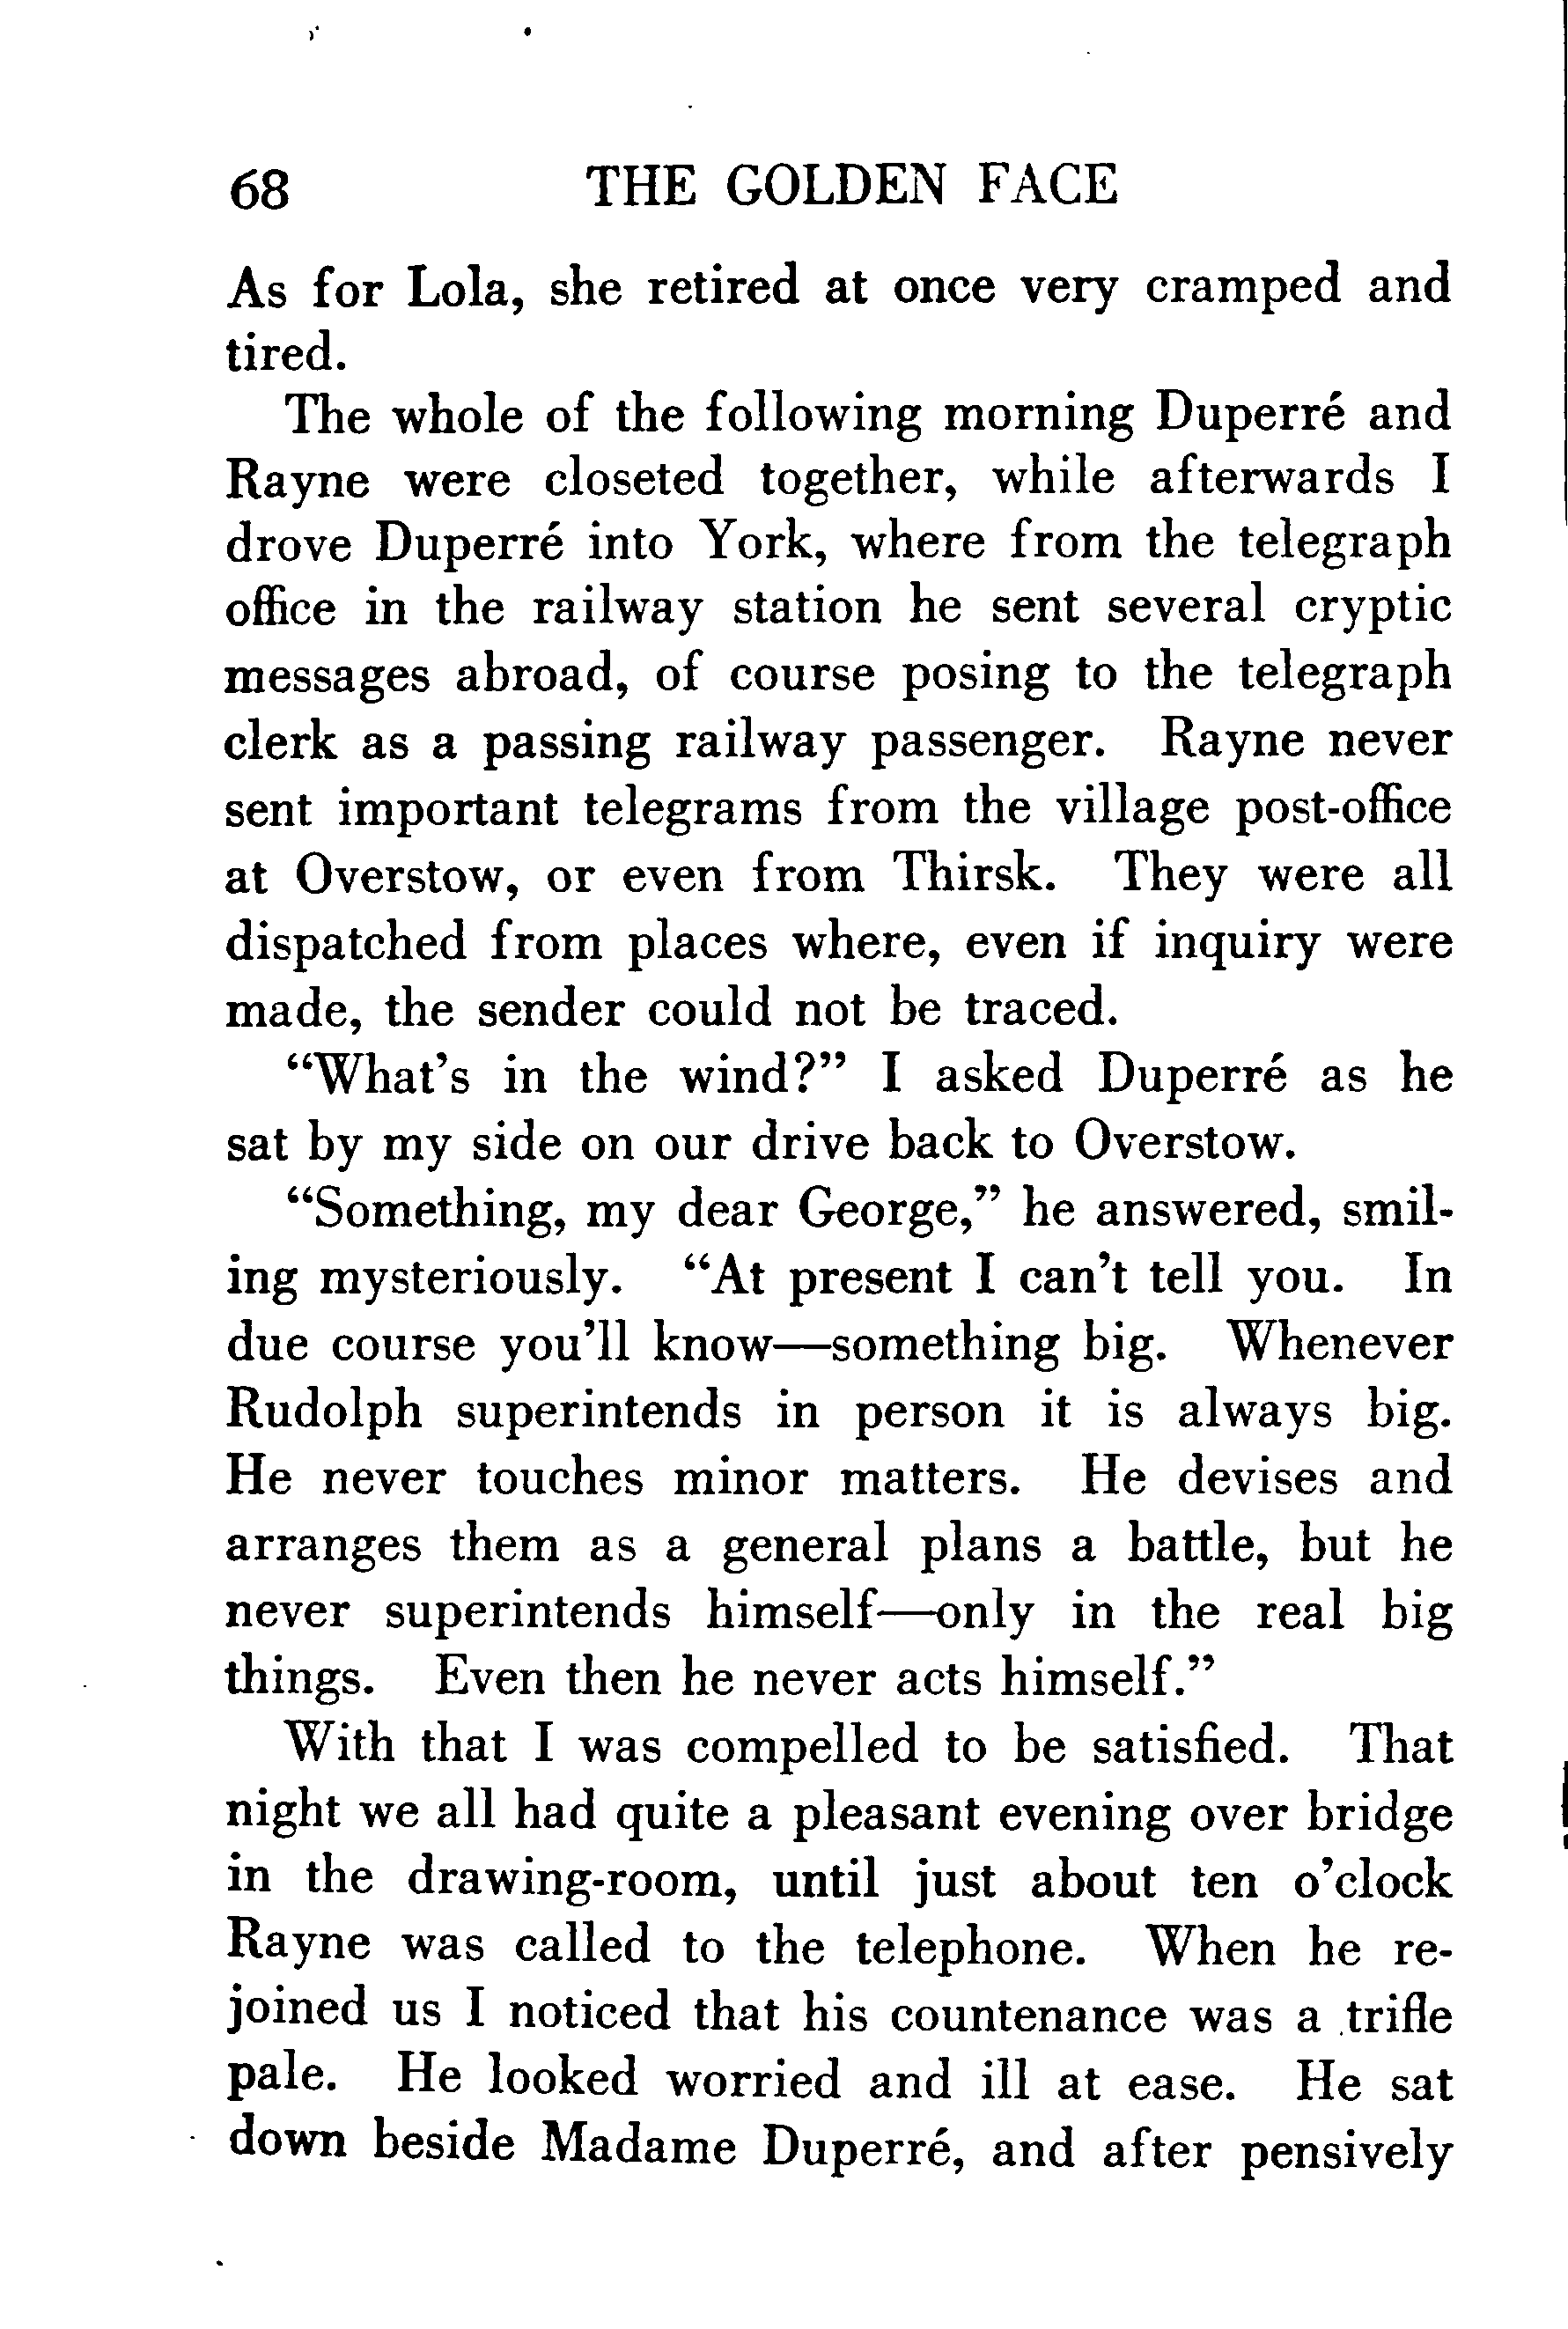 68 THE GOLDEN FACE
As for Lola, she retired at once very cramped and
tired.
The whole of the following morning Duperré and
Rayne were closeted together, while afterwards I
drove Duperré into York, where from the telegraph
office in the railway station he sent several cryptic
messages abroad, of course posing to the telegraph
clerk as a passing railway passenger. Rayne never
sent important telegrams from the village post-office
at Overstow, or even from Thirsk. They were all
dispatched from places where, even if inquiry were
made, the sender could not be traced.
“What’s in the wind?” I asked Duperré as he
sat by my side on our drive back to Overstow.
“Something, my dear George,” he answered, smil-
ing mysteriously. “At present I can’t tell you. In
due course you’ll know—something big. Whenever
Rudolph superintends in person it is always big.
He never touches minor matters. He devises and
arranges them as a general plans a battle, but he
never superintends himself—only in the real big
things. Even then he never acts himself.”
With that I was compelled to be satisfied. That
night we all had quite a pleasant evening over bridge
in the drawing-room, until just about ten o’clock
Rayne was called to the telephone. When he re-
joined us I noticed that his countenance was a trifle
pale. He looked worried and ill at ease. He sat
down beside Madame Duperré, and after pensively